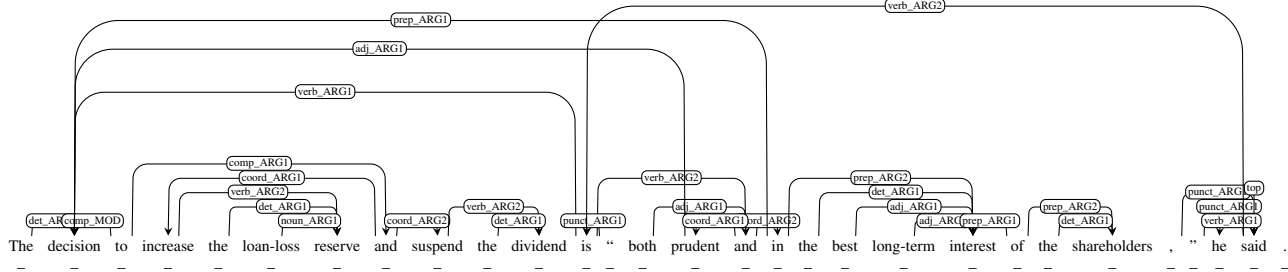 verb_ARG2
prep_ARG1
adj_ARG1
verb_ARG1
comp_ARG1
coord_ARG1 verb_ARG2 prep_ARG2
verb_ARG2 det_ARG1 punct_ARG1 top
det_ARG1 verb_ARG2 adj_ARG1 adj_ARG1 prep_ARG2 punct_ARG1
comp_MOD noun_ARG1 coord_ARG2 det_ARG1 punct_ARG1 coord_ARG1 prep_ARG1 det_ARG1 verb_ARG1
The decision to increase the loan-loss reserve and suspend the dividend is “ both prudent and in the best long-term interest of the shareholders , ” he said .
_ _ _ _ _ _ _ _ _ _ _ _ _ _ _ _ _ _ _ _ _ _ _ _ _ _ _ _ _